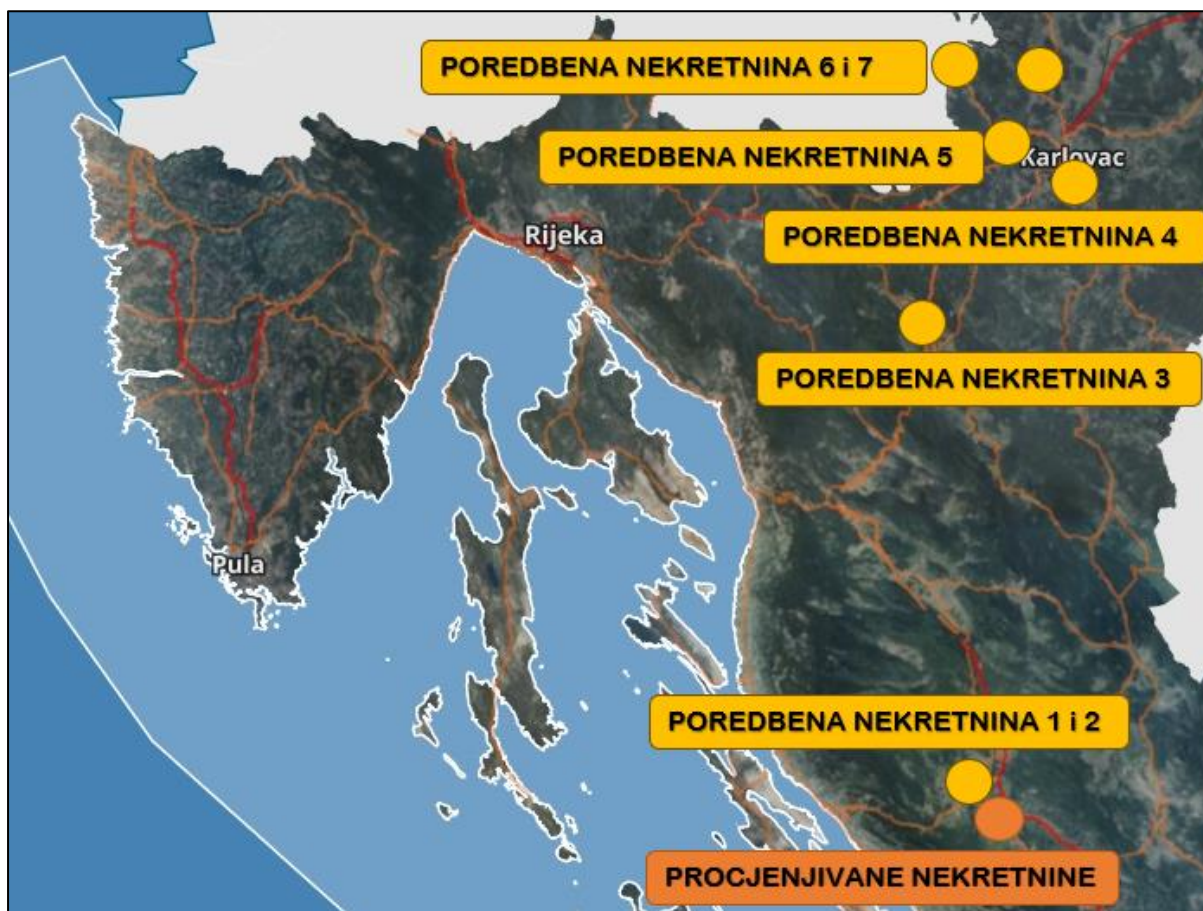 POREDBENA NEKRETNINA 6 i 7
POREDBENA NEKRETNINA 5
Karlovac
Rijeka
POREDBENA NEKRETNINA 4
POREDBENA NEKRETNINA 3
Pula
POREDBENA NEKRETNINA 1 i 2
PROCJENJIVANE NEKRETNINE